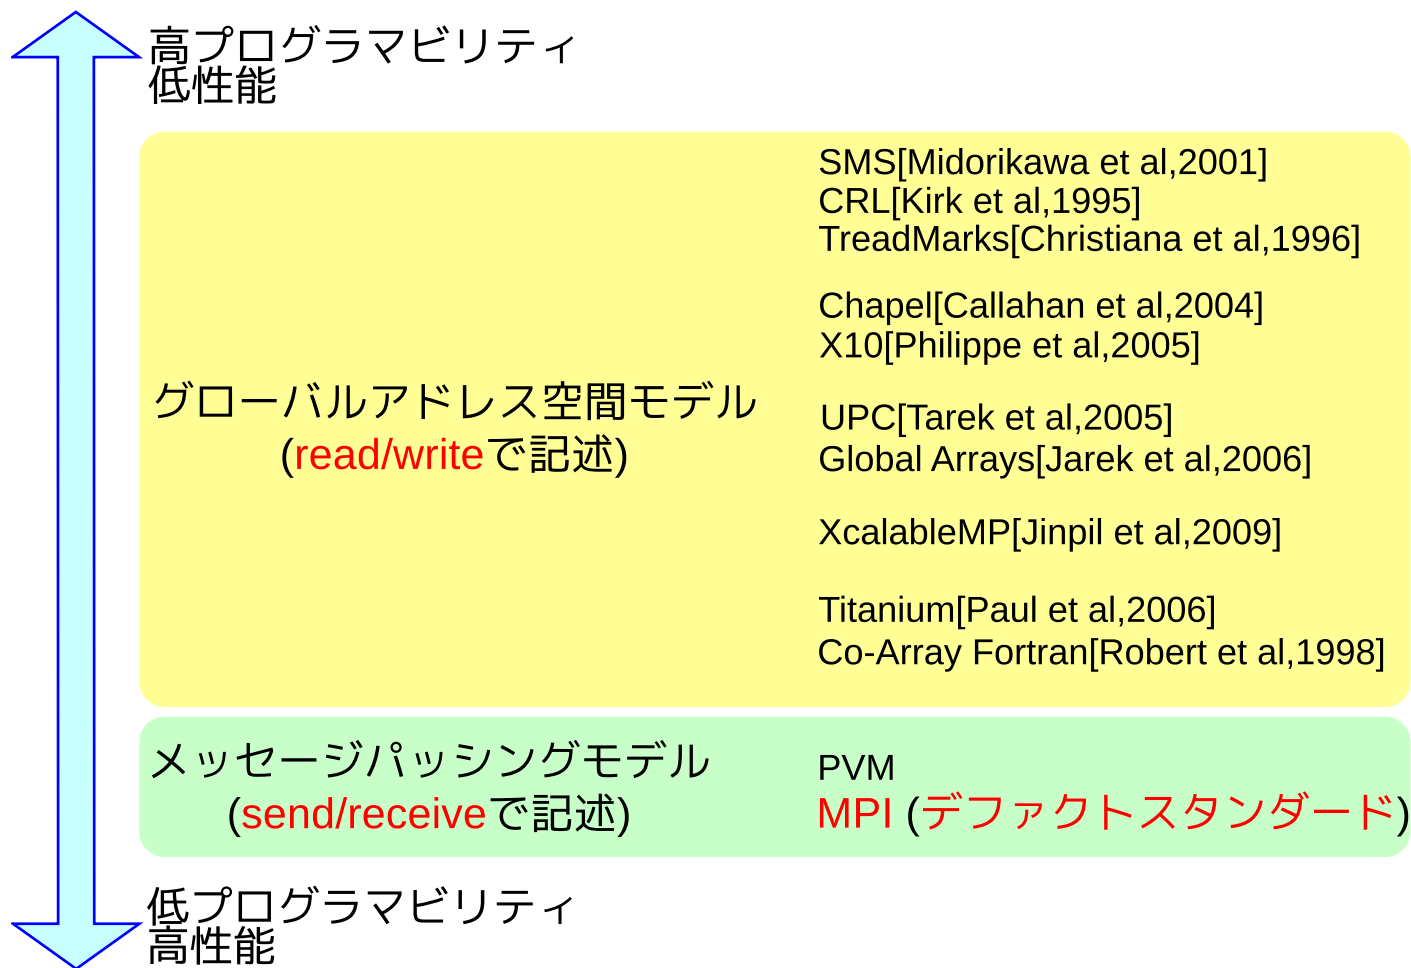 高プログラマビリティ
低性能
SMS[Midorikawa et al,2001]
CRL[Kirk et al,1995]
TreadMarks[Christiana et al,1996]
Chapel[Callahan et al,2004]
X10[Philippe et al,2005]
グローバルアドレス空間モデル
(read/writeで記述)
UPC[Tarek et al,2005]
Global Arrays[Jarek et al,2006]
XcalableMP[Jinpil et al,2009]
Titanium[Paul et al,2006]
Co-Array Fortran[Robert et al,1998]
メッセージパッシングモデル
(send/receiveで記述)
PVM
MPI (デファクトスタンダード)
低プログラマビリティ
高性能